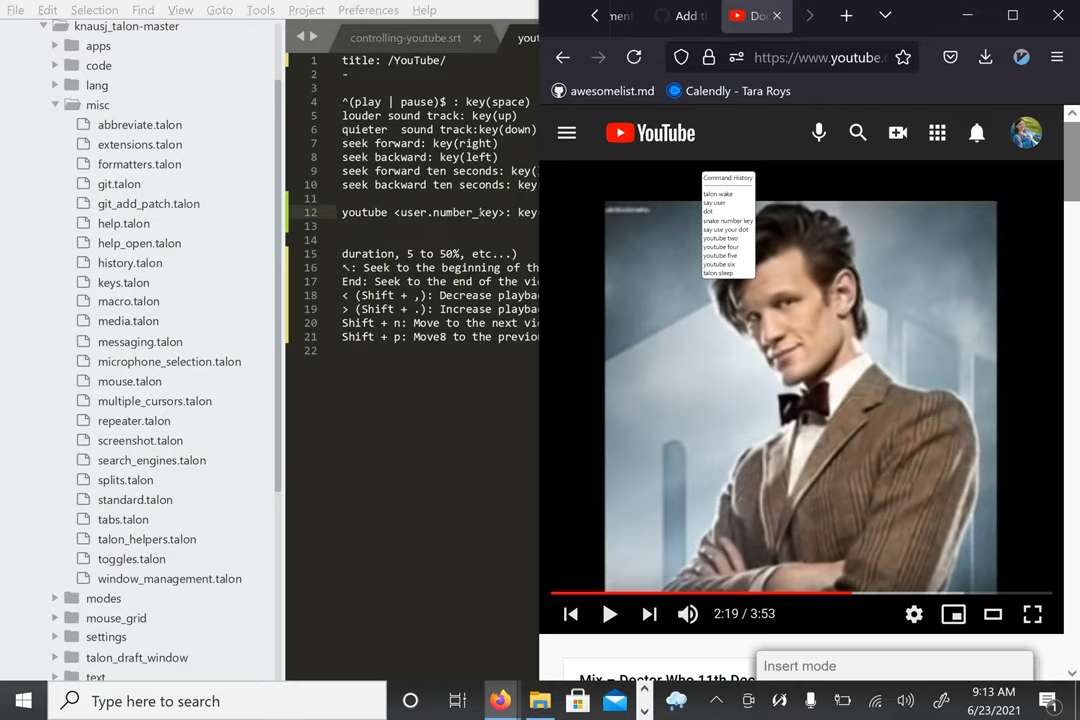 File Edit Selection Find View Goto Tools Project Preferences Help
knausj_talon-master
apps
code
lang
misc
abbreviate.talon
extensions.talon
formatters.talon
git.talon
git_add_patch.talon
help.talon
help_open.talon
history.talon
keys.talon
macro.talon
media.talon
messaging.talon
microphone_selection.talon
mouse.talon
multiple_cursors.talon
repeater.talon
screenshot.talon
search_engines.talon
splits.talon
standard.talon
tabs.talon
talon_helpers.talon
toggles.talon
window_management.talon
modes
mouse_grid
settings
talon_draft_window
text
controlling-youtube.srt yout
1 title: /YouTube/
2 -
3
4 ^(play | pause)$ : key(space)
5 louder sound track: key(up)
6 quieter sound track:key(down)
7 seek forward: key(right)
8 seek backward: key(left)
9 seek forward ten seconds: key(
10 seek backward ten seconds: key
11
12 youtube <user.number_key>: key
13
14
15 duration, 5 to 50%, etc...)
16 ↖: Seek to the beginning of th
17 End: Seek to the end of the vi
18 < (Shift + ,): Decrease playba
19 > (Shift + .): Increase playba
20 Shift + n: Move to the next vi
21 Shift + p: Move8 to the previo
22
ment Add t Doc
https://www.youtube.c
awesomelist.md Calendly - Tara Roys
YouTube
Command History
talon wake
say user
dot
snake number key
say use your dot
youtube two
youtube four
youtube five
youtube six
talon sleep
2:19 / 3:53
Mix – Doctor Who 11th Doc
Insert mode
Type here to search
9:13 AM
6/23/2021
1